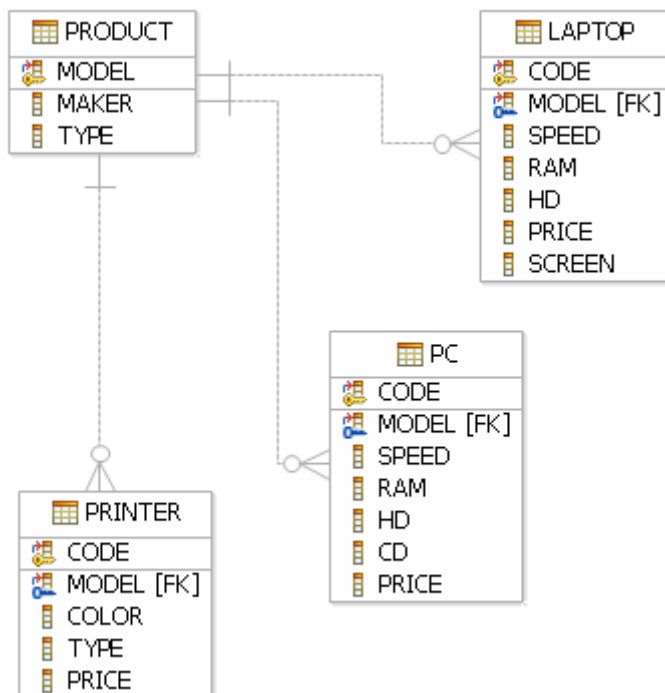 PRODUCT
MODEL
MAKER
TYPE
LAPTOP
CODE
MODEL [FK]
SPEED
RAM
HD
PRICE
SCREEN
PC
CODE
MODEL [FK]
SPEED
RAM
HD
CD
PRICE
PRINTER
CODE
MODEL [FK]
COLOR
TYPE
PRICE